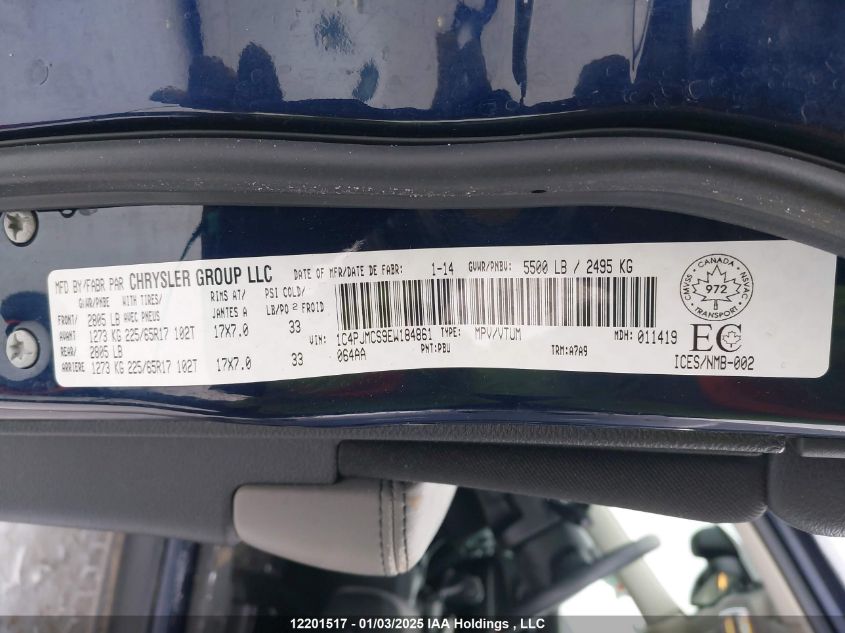 MFD BY/FABR PAR CHRYSLER GROUP LLC DATE OF MFR/DATE DE FABR: 1-14 GVWR/PNBV: 5500 LB / 2495 KG
GAWR/PNBE WITH TIRES/ RIMS AT/ PSI COLD/
AVEC PNEUS JANTES A LB/PO 2 FROID
FRONT/ 2805 LB
AVANT 1273 KG 225/65R17 102T 17X7.0 33
REAR/ 2805 LB
ARRIERE 1273 KG 225/65R17 102T 17X7.0 33
VIN: 1C4PJMCS9EW184861 TYPE: MPV/VTUM MDH: 011419
064AA PNT: PBU TRM: A7A9
CANADA
CMVSS 972 NSVAC
TRANSPORT
EC
ICES/NMB-002
12201517 - 01/03/2025 IAA Holdings , LLC